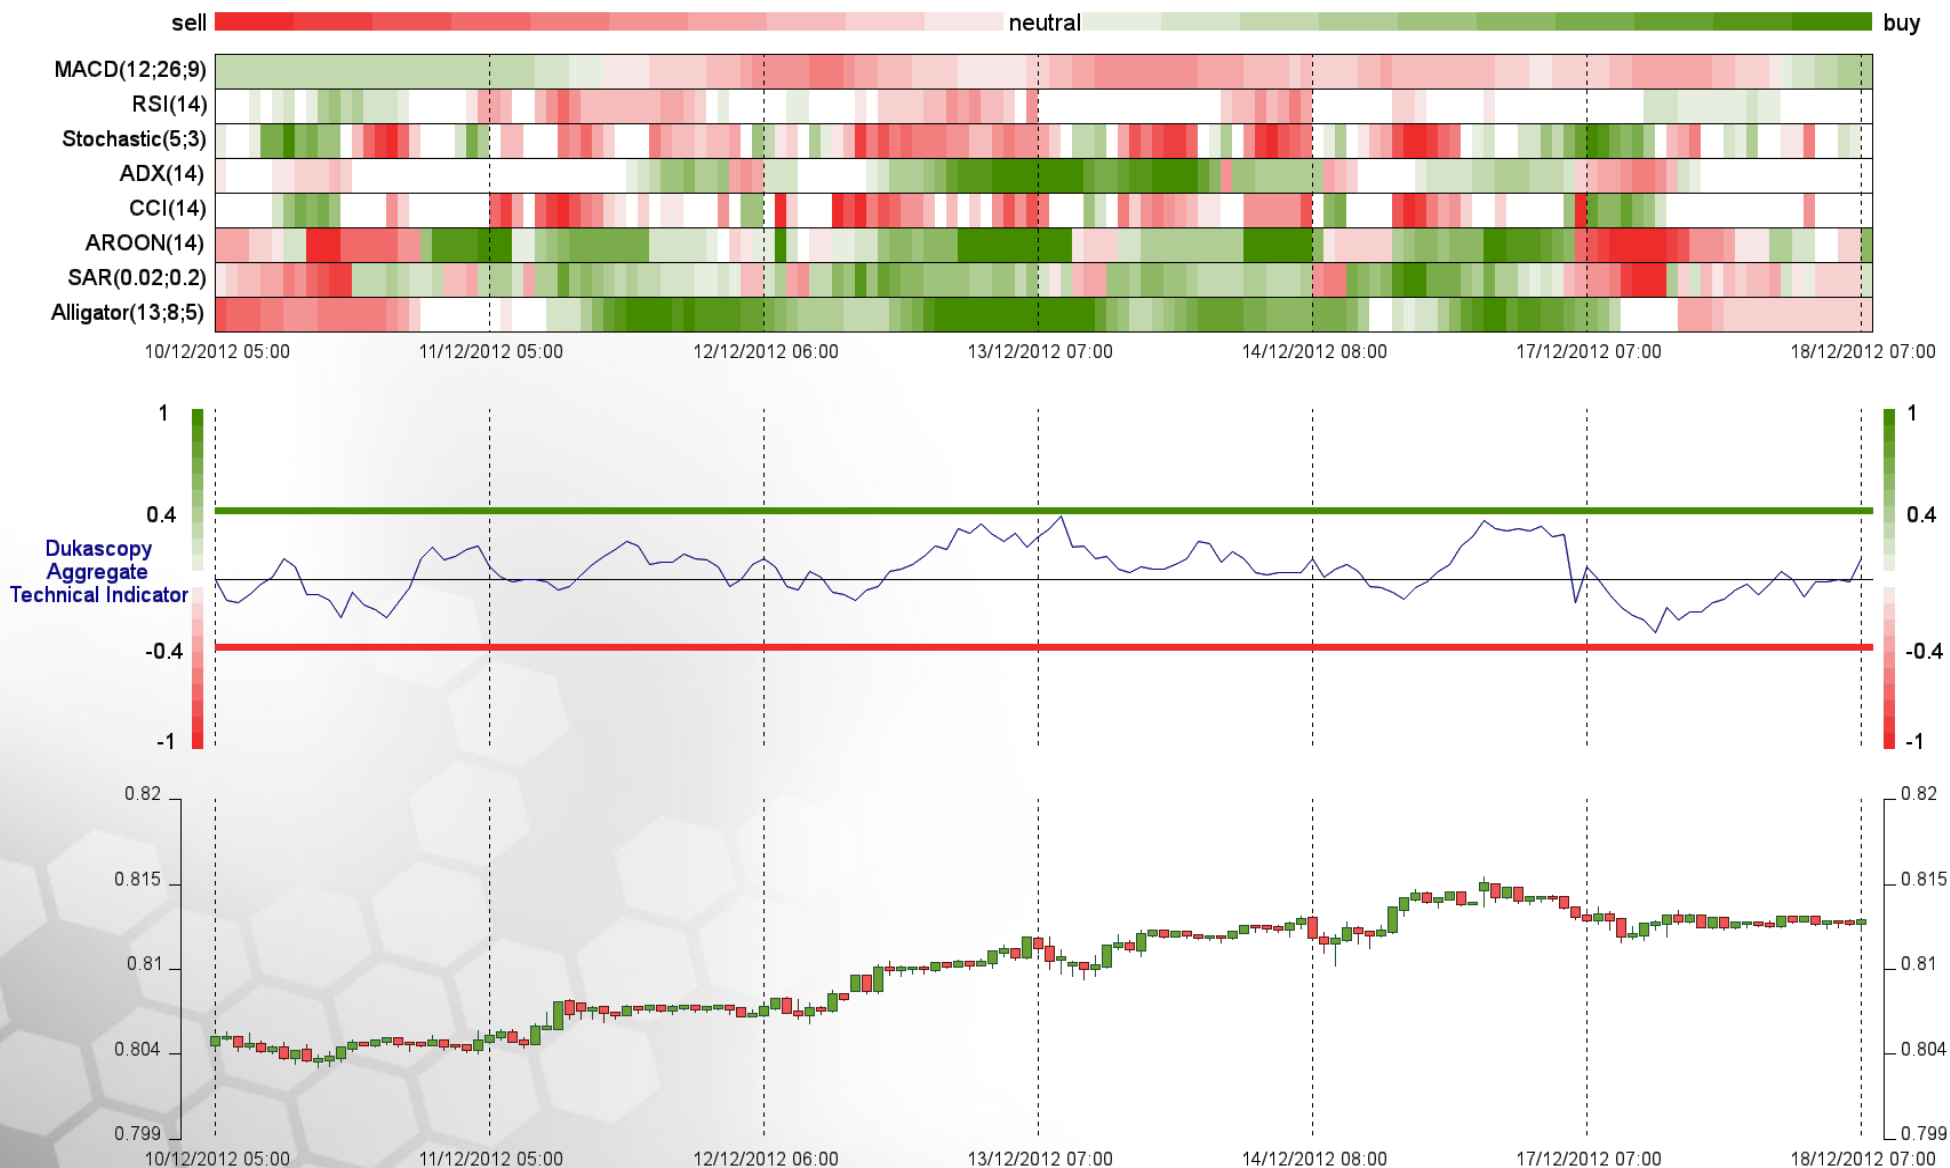 sell neutral buy
MACD(12;26;9)
RSI(14)
Stochastic(5;3)
ADX(14)
CCI(14)
AROON(14)
SAR(0.02;0.2)
Alligator(13;8;5)
10/12/2012 05:00 11/12/2012 05:00 12/12/2012 06:00 13/12/2012 07:00 14/12/2012 08:00 17/12/2012 07:00 18/12/2012 07:00
1 1
0.4 0.4
Dukascopy
Aggregate
Technical Indicator
-0.4 -0.4
-1 -1
0.82 0.82
0.815 0.815
0.81 0.81
0.804 0.804
0.799 0.799
10/12/2012 05:00 11/12/2012 05:00 12/12/2012 06:00 13/12/2012 07:00 14/12/2012 08:00 17/12/2012 07:00 18/12/2012 07:00